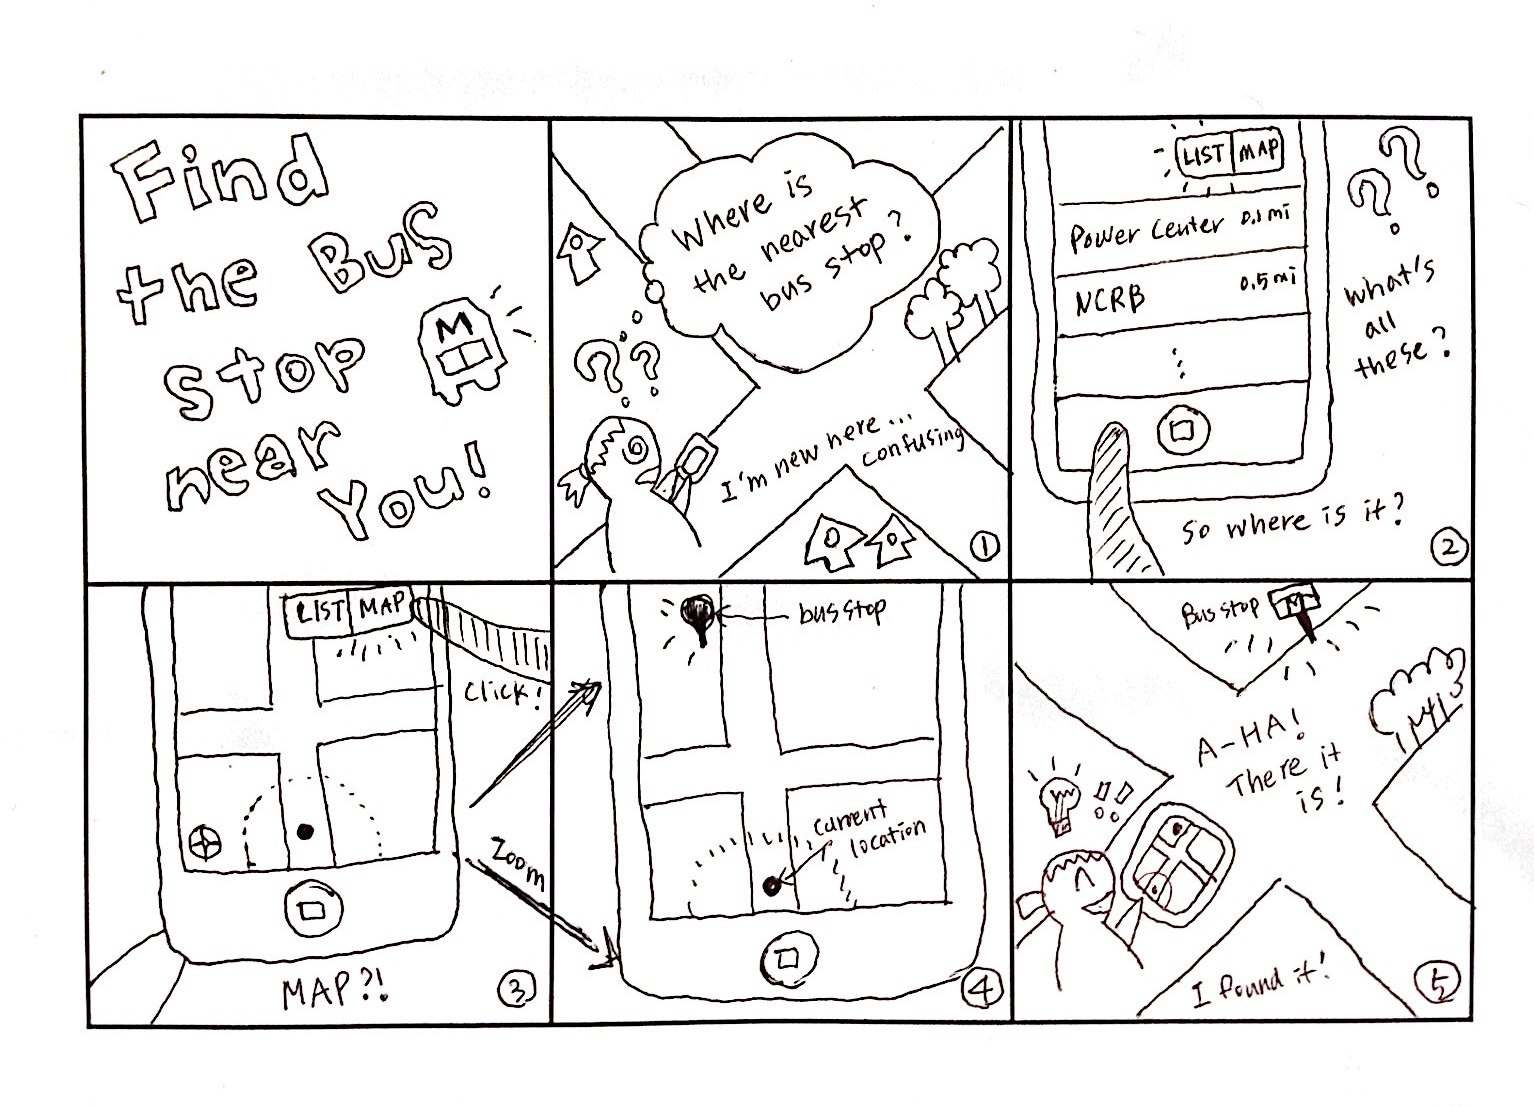 Find
the Bus
stop
M
near
You!
Where is
the nearest
bus stop?
??
I'm new here...
confusing
①
LIST MAP
Power Center 0.1 mi
NCRB 0.5 mi
⋮
??
What's
all
these?
So where is it?
②
LIST MAP
Click!
Zoom
MAP?!
③
bus stop
current
location
④
Bus stop M
A-HA!
There it
is!
!!
I found it!
⑤